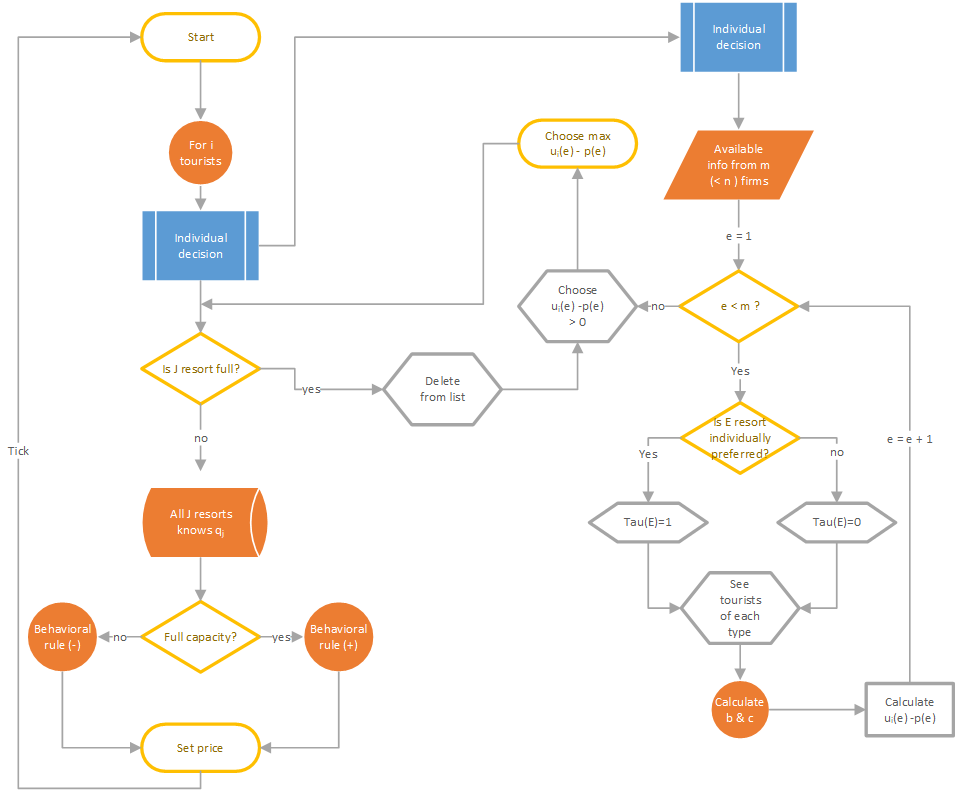 Start
For i
tourists
Individual
decision
Is J resort full?
yes
Delete
from list
no
All J resorts
knows qj
Full capacity?
no
yes
Behavioral
rule (-)
Behavioral
rule (+)
Set price
Tick
Choose max
ui(e) - p(e)
Choose
ui(e) -p(e)
> 0
Individual
decision
Available
info from m
(< n ) firms
e = 1
e < m ?
no
Yes
Is E resort
individually
preferred?
Yes
no
Tau(E)=1
Tau(E)=0
See
tourists
of each
type
Calculate
b & c
Calculate
ui(e) -p(e)
e = e + 1